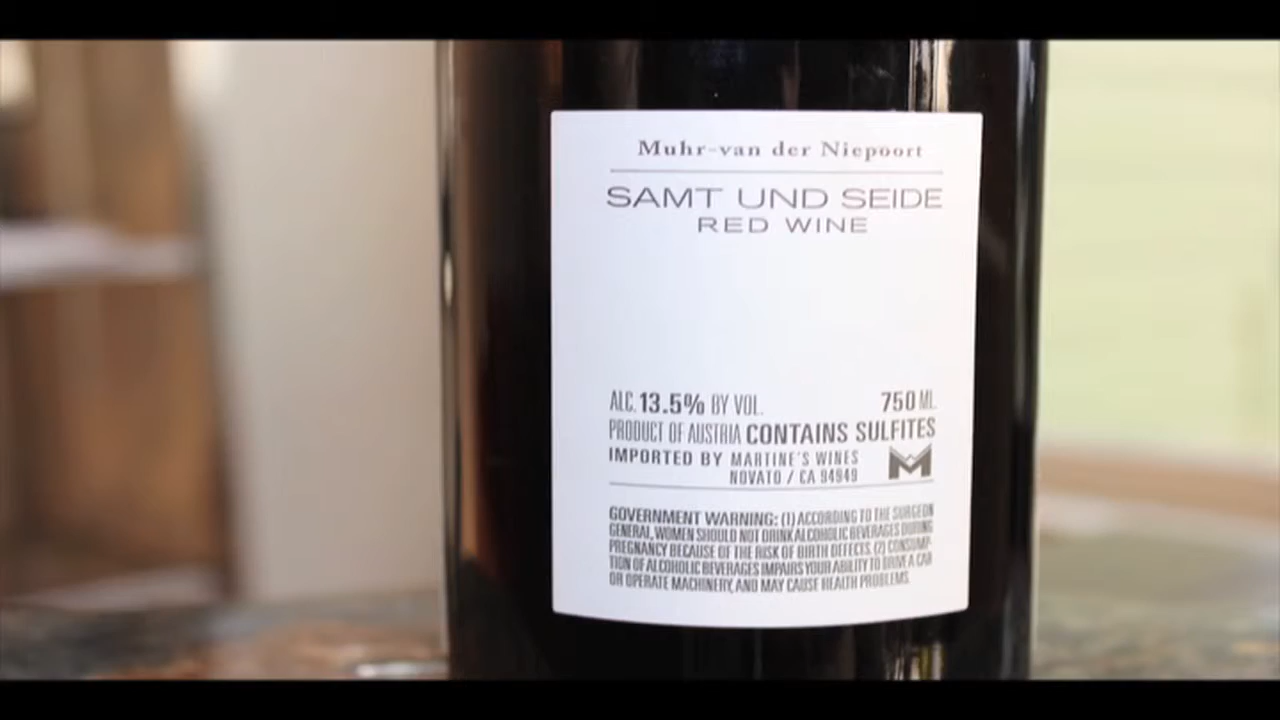 Muhr-van der Niepoort
SAMT UND SEIDE
RED WINE
ALC. 13.5% BY VOL. 750 ML.
PRODUCT OF AUSTRIA CONTAINS SULFITES
IMPORTED BY MARTINE'S WINES
NOVATO / CA 94949
GOVERNMENT WARNING: (1) ACCORDING TO THE SURGEON
GENERAL, WOMEN SHOULD NOT DRINK ALCOHOLIC BEVERAGES DURING
PREGNANCY BECAUSE OF THE RISK OF BIRTH DEFECTS. (2) CONSUMP-
TION OF ALCOHOLIC BEVERAGES IMPAIRS YOUR ABILITY TO DRIVE A CAR
OR OPERATE MACHINERY, AND MAY CAUSE HEALTH PROBLEMS.